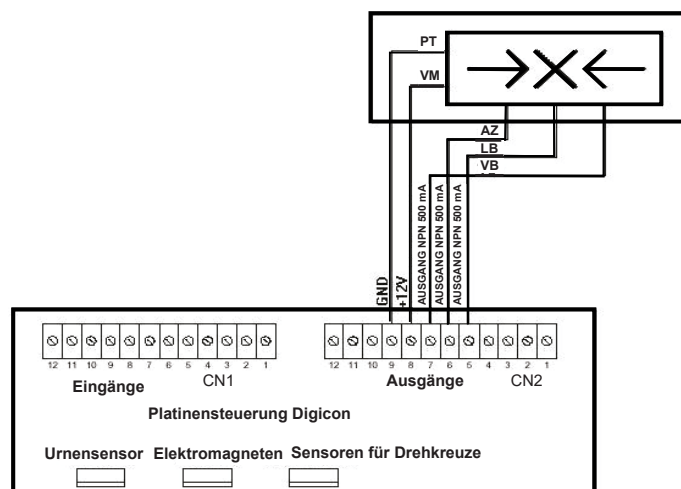 PT
VM
AZ
LB
VB
GND
+12V
AUSGANG NPN 500 mA
AUSGANG NPN 500 mA
AUSGANG NPN 500 mA
12 11 10 9 8 7 6 5 4 3 2 1
12 11 10 9 8 7 6 5 4 3 2 1
Eingänge CN1
Ausgänge CN2
Platinensteuerung Digicon
Urnensensor Elektromagneten Sensoren für Drehkreuze